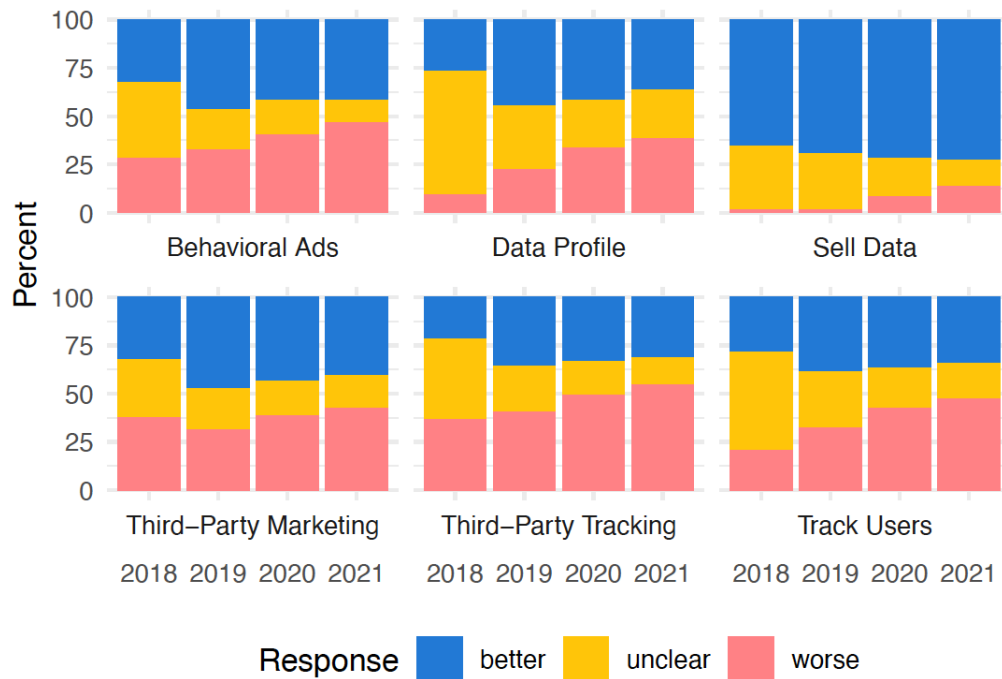 Percent
100
75
50
25
0
Behavioral Ads Data Profile Sell Data
100
75
50
25
0
Third-Party Marketing Third-Party Tracking Track Users
2018 2019 2020 2021 2018 2019 2020 2021 2018 2019 2020 2021
Response better unclear worse